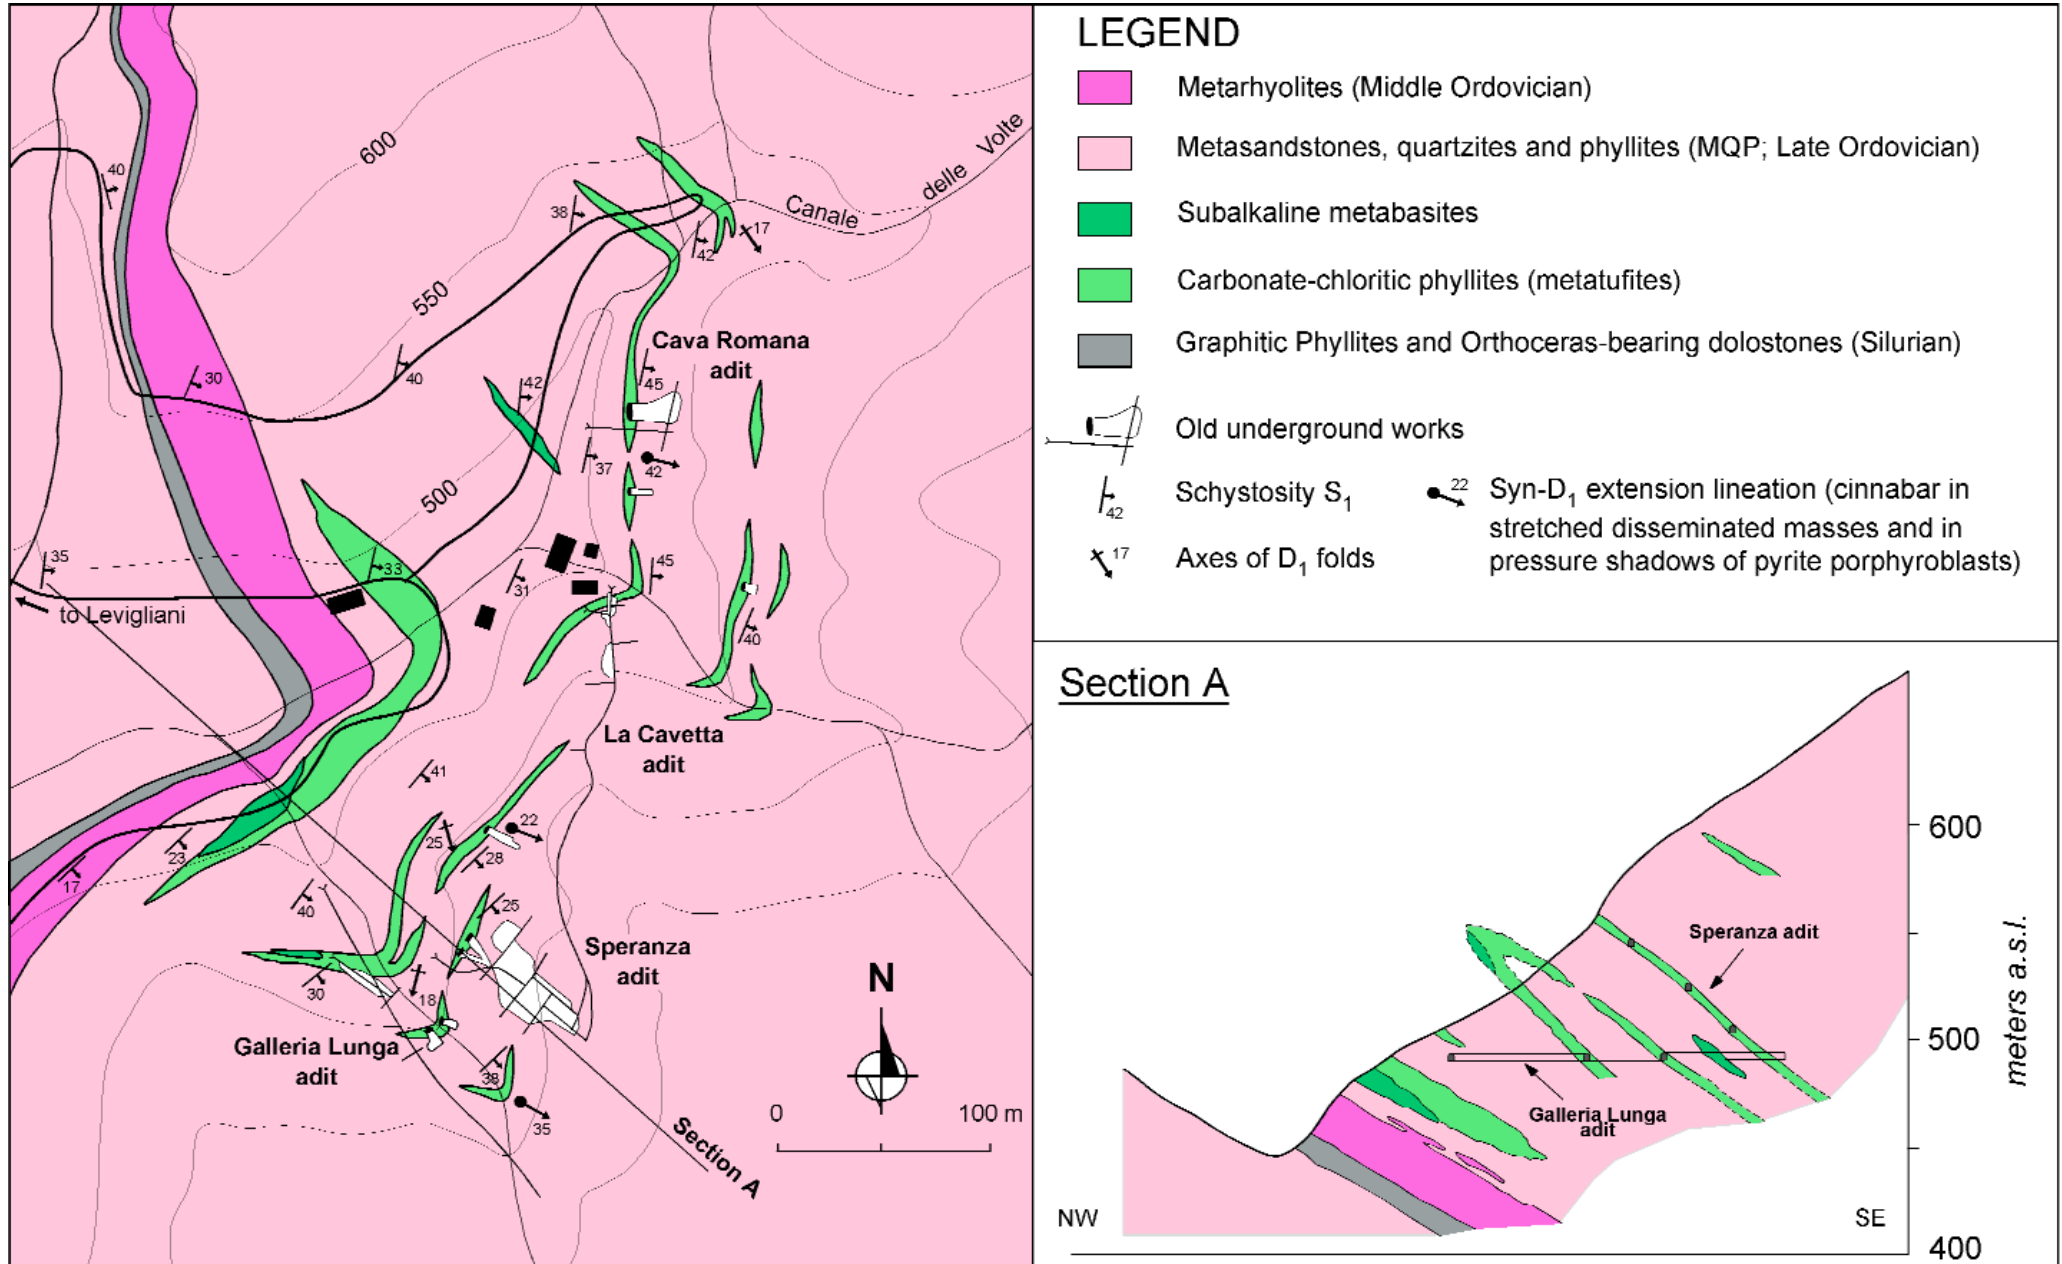 600
Canale
delle Volte
40
38
17
42
550
Cava Romana
adit
30
40
42
45
37
42
500
35
33
31
45
40
to Levigliani
La Cavetta
adit
41
22
25
28
23
17
40
25
Speranza
adit
30
18
Galleria Lunga
adit
38
35
N
0 100 m
Section A
LEGEND
Metarhyolites (Middle Ordovician)
Metasandstones, quartzites and phyllites (MQP; Late Ordovician)
Subalkaline metabasites
Carbonate-chloritic phyllites (metatufites)
Graphitic Phyllites and Orthoceras-bearing dolostones (Silurian)
Old underground works
42
Schystosity S1
17
Axes of D1 folds
22
Syn-D1 extension lineation (cinnabar in
stretched disseminated masses and in
pressure shadows of pyrite porphyroblasts)
Section A
600
Speranza adit
500
Galleria Lunga
adit
meters a.s.l.
NW
SE
400